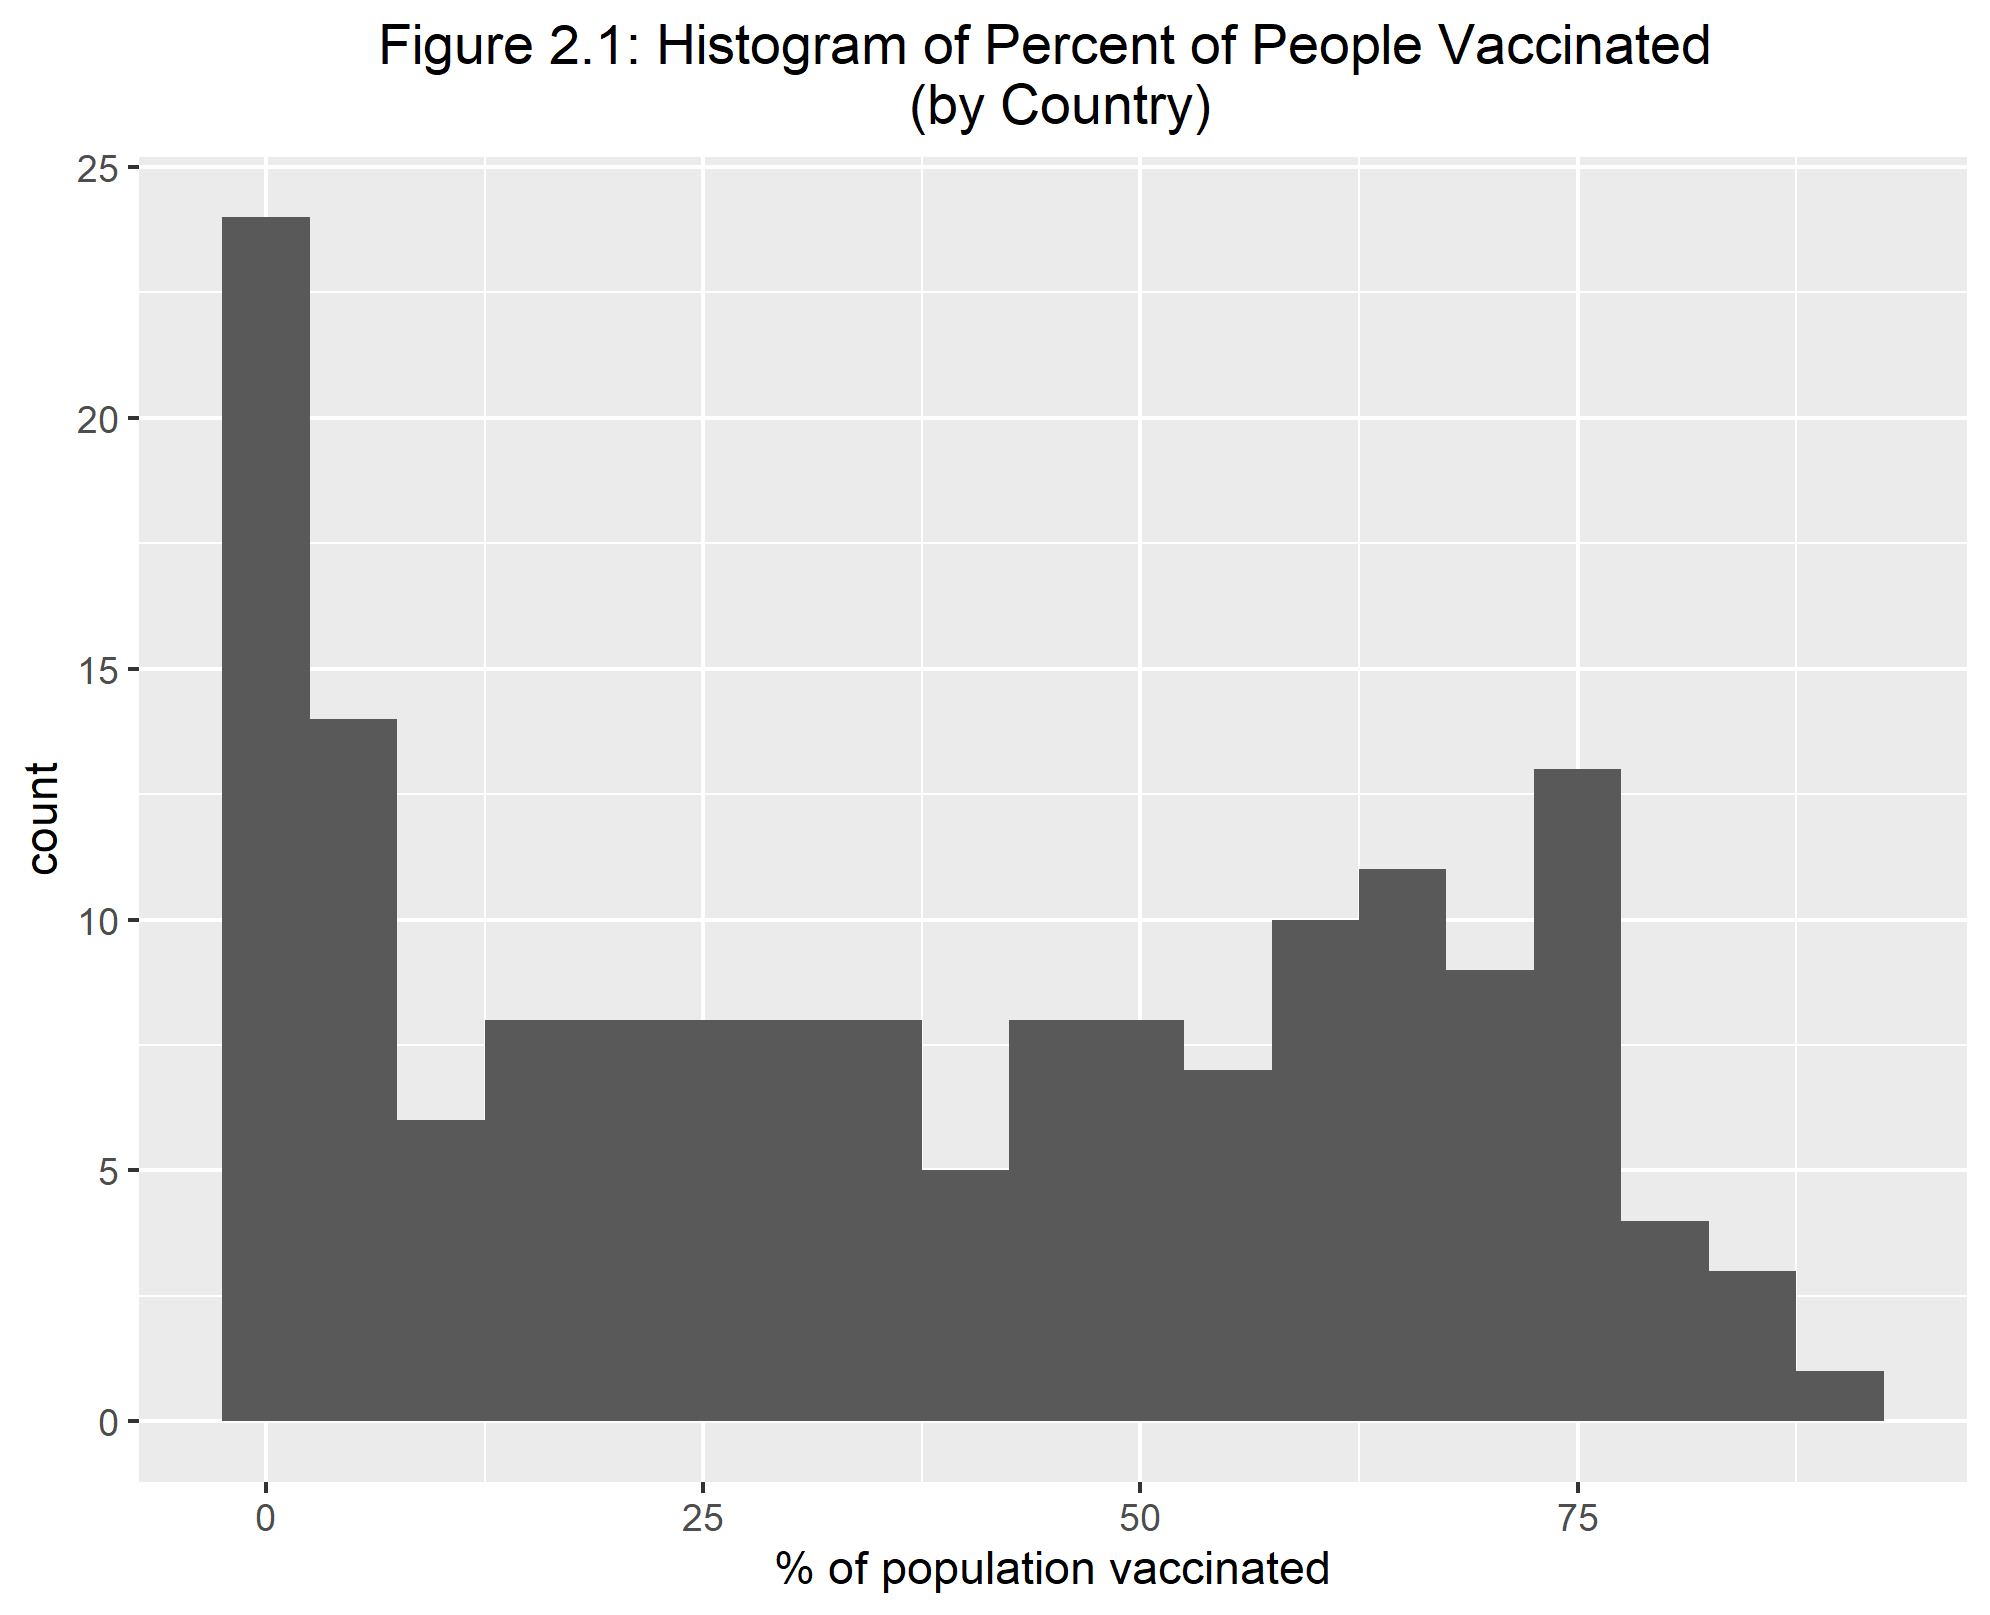 Figure 2.1: Histogram of Percent of People Vaccinated
(by Country)
25
20
15
10
5
0
count
0 25 50 75
% of population vaccinated